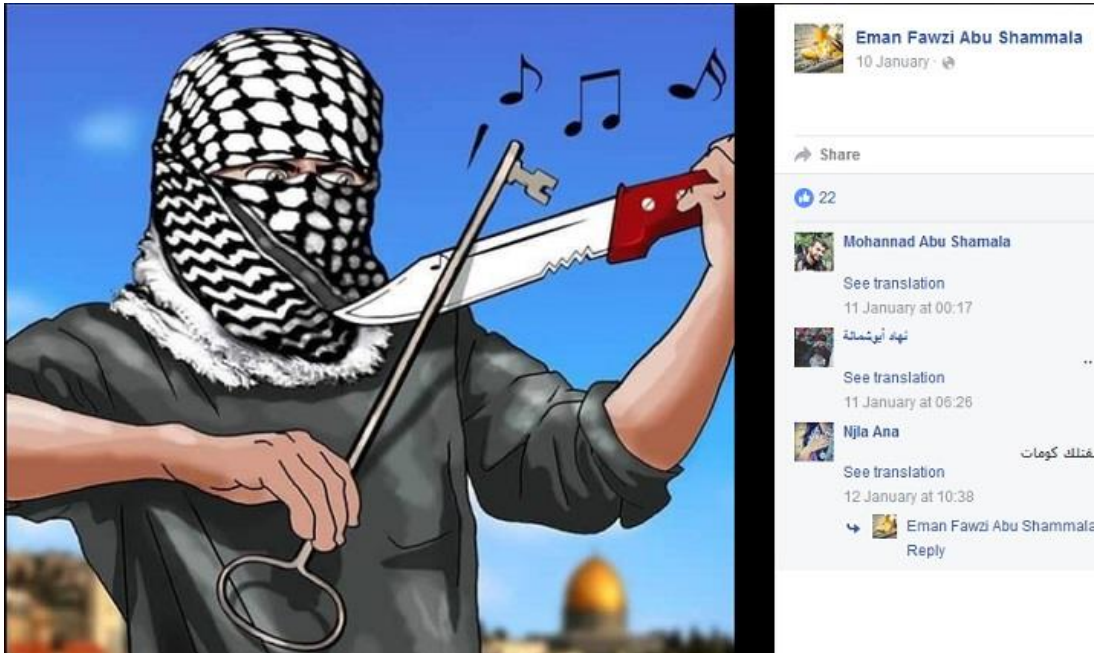 Eman Fawzi Abu Shammala
10 January
Share
22
Mohannad Abu Shamala
See translation
11 January at 00:17
نهاد أبوشمالة
..
See translation
11 January at 06:26
Njla Ana
كومات
See translation
12 January at 10:38
Eman Fawzi Abu Shammala
Reply